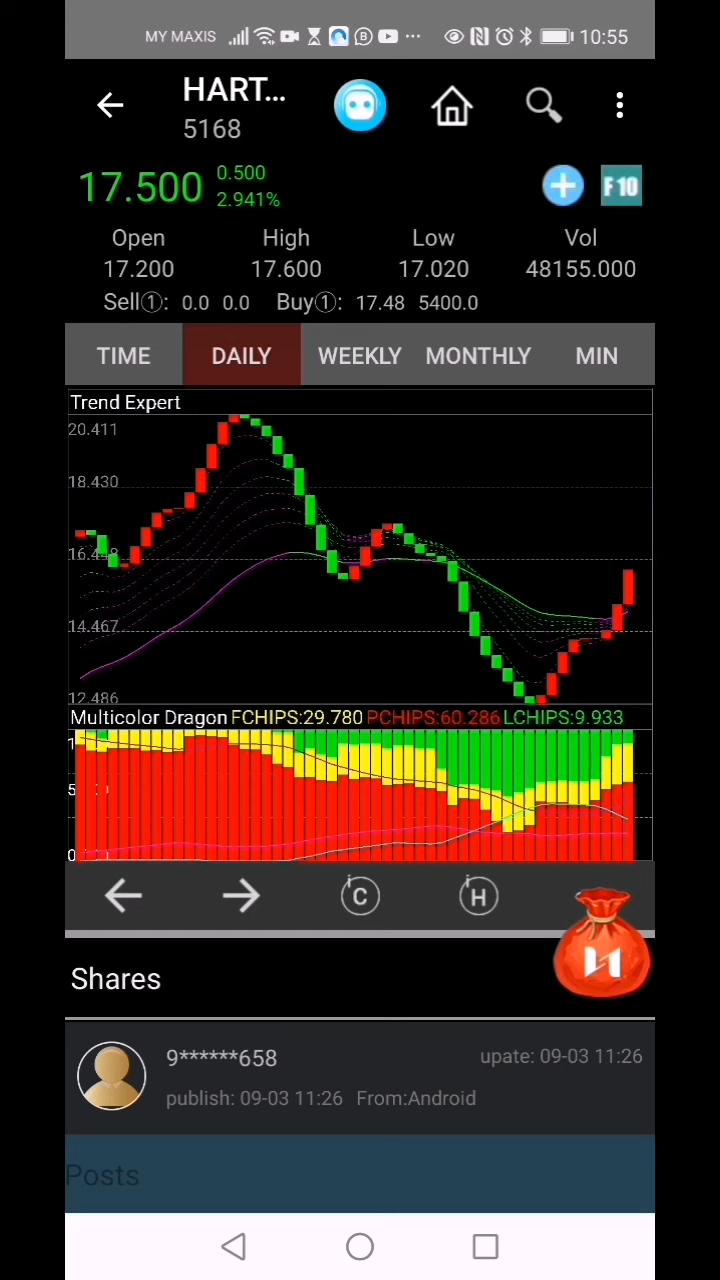 MY MAXIS 10:55
HART...
5168
17.500 0.500
2.941%
F10
Open High Low Vol
17.200 17.600 17.020 48155.000
Sell①: 0.0 0.0 Buy①: 17.48 5400.0
TIME DAILY WEEKLY MONTHLY MIN
Trend Expert
20.411
18.430
16.448
14.467
12.486
Multicolor Dragon FCHIPS:29.780 PCHIPS:60.286 LCHIPS:9.933
C H
Shares
9******658 upate: 09-03 11:26
publish: 09-03 11:26 From:Android
Posts